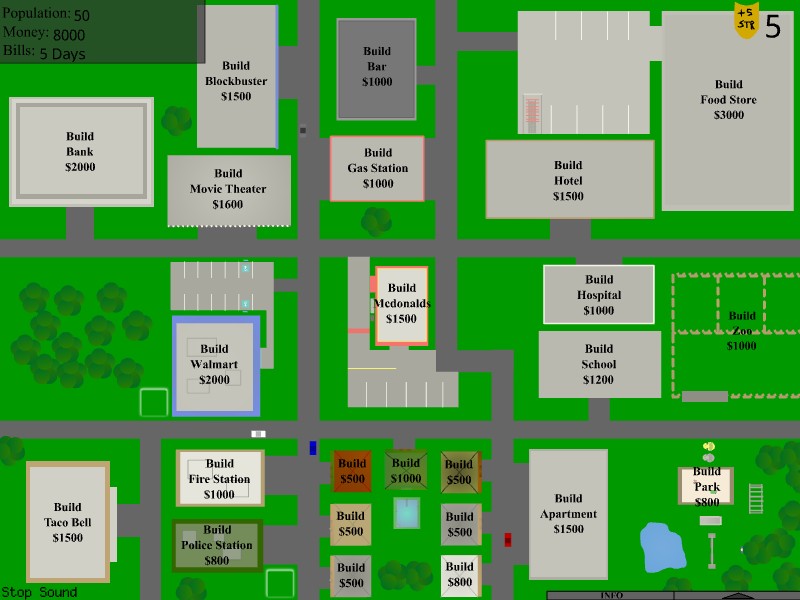 Population: 50
Money: 8000
Bills: 5 Days
+5
STR
5
Build
Blockbuster
$1500
Build
Bar
$1000
Build
Food Store
$3000
Build
Bank
$2000
Build
Movie Theater
$1600
Build
Gas Station
$1000
Build
Hotel
$1500
Build
Mcdonalds
$1500
Build
Hospital
$1000
Build
Zoo
$1000
Build
Walmart
$2000
Build
School
$1200
Build
Taco Bell
$1500
Build
Fire Station
$1000
Build
Police Station
$800
Build
$500
Build
$1000
Build
$500
Build
$500
Build
$500
Build
$500
Build
$800
Build
Apartment
$1500
Build
Park
$800
Stop Sound
INFO